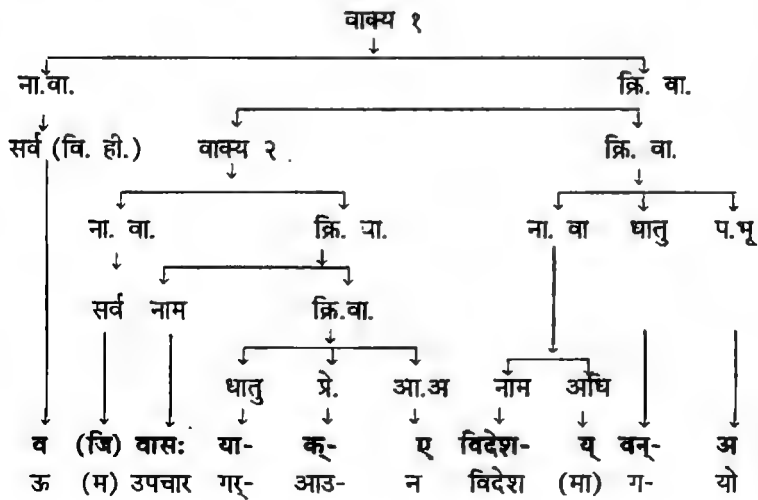 वाक्य १
ना.वा. क्रि. वा.
सर्व (वि. ही.) वाक्य २ क्रि. वा.
ना. वा. क्रि. वा. ना. वा धातु प.भू
सर्व नाम क्रि.वा.
धातु प्रे. आ.अ नाम अधि
व (जि) वासः या- क्- ए विदेश- य् वन्- अ
ऊ (म) उपचार गर्- आउ- न विदेश (मा) ग- यो